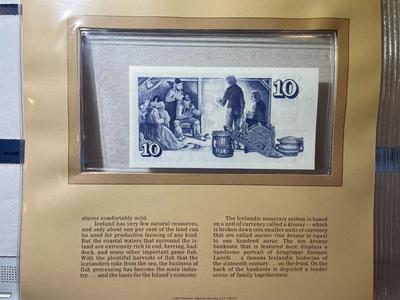 10
10
atures comfortably mild.
Iceland has very few natural resources,
and only about one per cent of the land can
be used for productive farming of any kind.
But the coastal waters that surround the is-
land are extremely rich in cod, herring, had-
dock, and many other important game fish.
With the plentiful harvests of fish that the
Icelanders take from the sea, the business of
fish processing has become the main indus-
try . . . and the basis for the Island's economy.
The Icelandic monetary system is based
on a unit of currency called a kronur — which
is broken down into smaller units of currency
that are called aurar. One kronur is equal
to one hundred aurar. The ten kronur
banknote that is featured here displays a
handsome portrait of Arngrimur Jonsson
Laerdi . . . a famous Icelandic historian of
the sixteenth century . . . on the front. On the
back of the banknote is depicted a tender
scene of family togetherness.